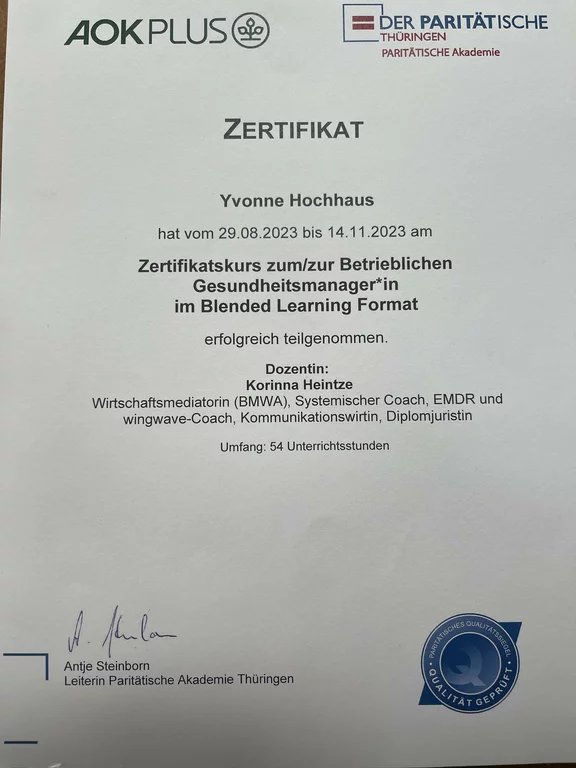 AOK PLUS
DER PARITÄTISCHE
THÜRINGEN
PARITÄTISCHE Akademie
ZERTIFIKAT
Yvonne Hochhaus
hat vom 29.08.2023 bis 14.11.2023 am
Zertifikatskurs zum/zur Betrieblichen
Gesundheitsmanager*in
im Blended Learning Format
erfolgreich teilgenommen.
Dozentin:
Korinna Heintze
Wirtschaftsmediatorin (BMWA), Systemischer Coach, EMDR und
wingwave-Coach, Kommunikationswirtin, Diplomjuristin
Umfang: 54 Unterrichtsstunden
Antje Steinborn
Leiterin Paritätische Akademie Thüringen
PARITÄTISCHES QUALITÄTSSIEGEL
Q
QUALITÄT GEPRÜFT